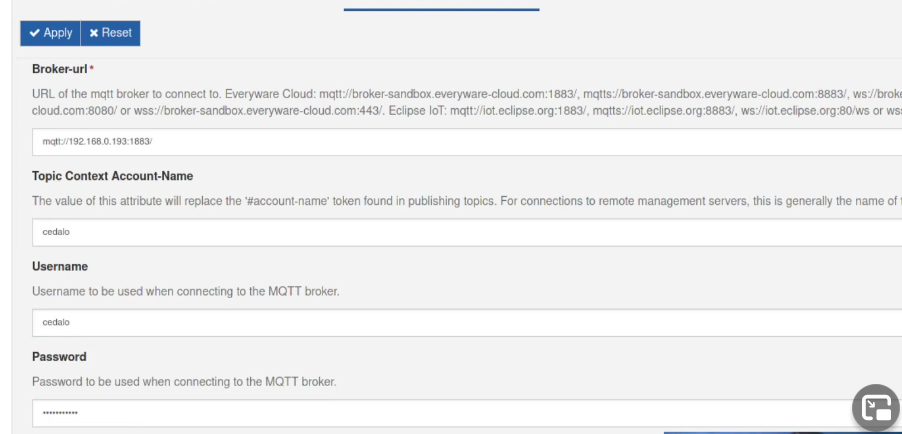 Apply Reset
Broker-url*
URL of the mqtt broker to connect to. Everyware Cloud: mqtt://broker-sandbox.everyware-cloud.com:1883/, mqtts://broker-sandbox.everyware-cloud.com:8883/, ws://broke
cloud.com:8080/ or wss://broker-sandbox.everyware-cloud.com:443/. Eclipse IoT: mqtt://iot.eclipse.org:1883/, mqtts://iot.eclipse.org:8883/, ws://iot.eclipse.org:80/ws or ws
mqtt://192.168.0.193:1883/
Topic Context Account-Name
The value of this attribute will replace the '#account-name' token found in publishing topics. For connections to remote management servers, this is generally the name of
cedalo
Username
Username to be used when connecting to the MQTT broker.
cedalo
Password
Password to be used when connecting to the MQTT broker.
•••••••••••